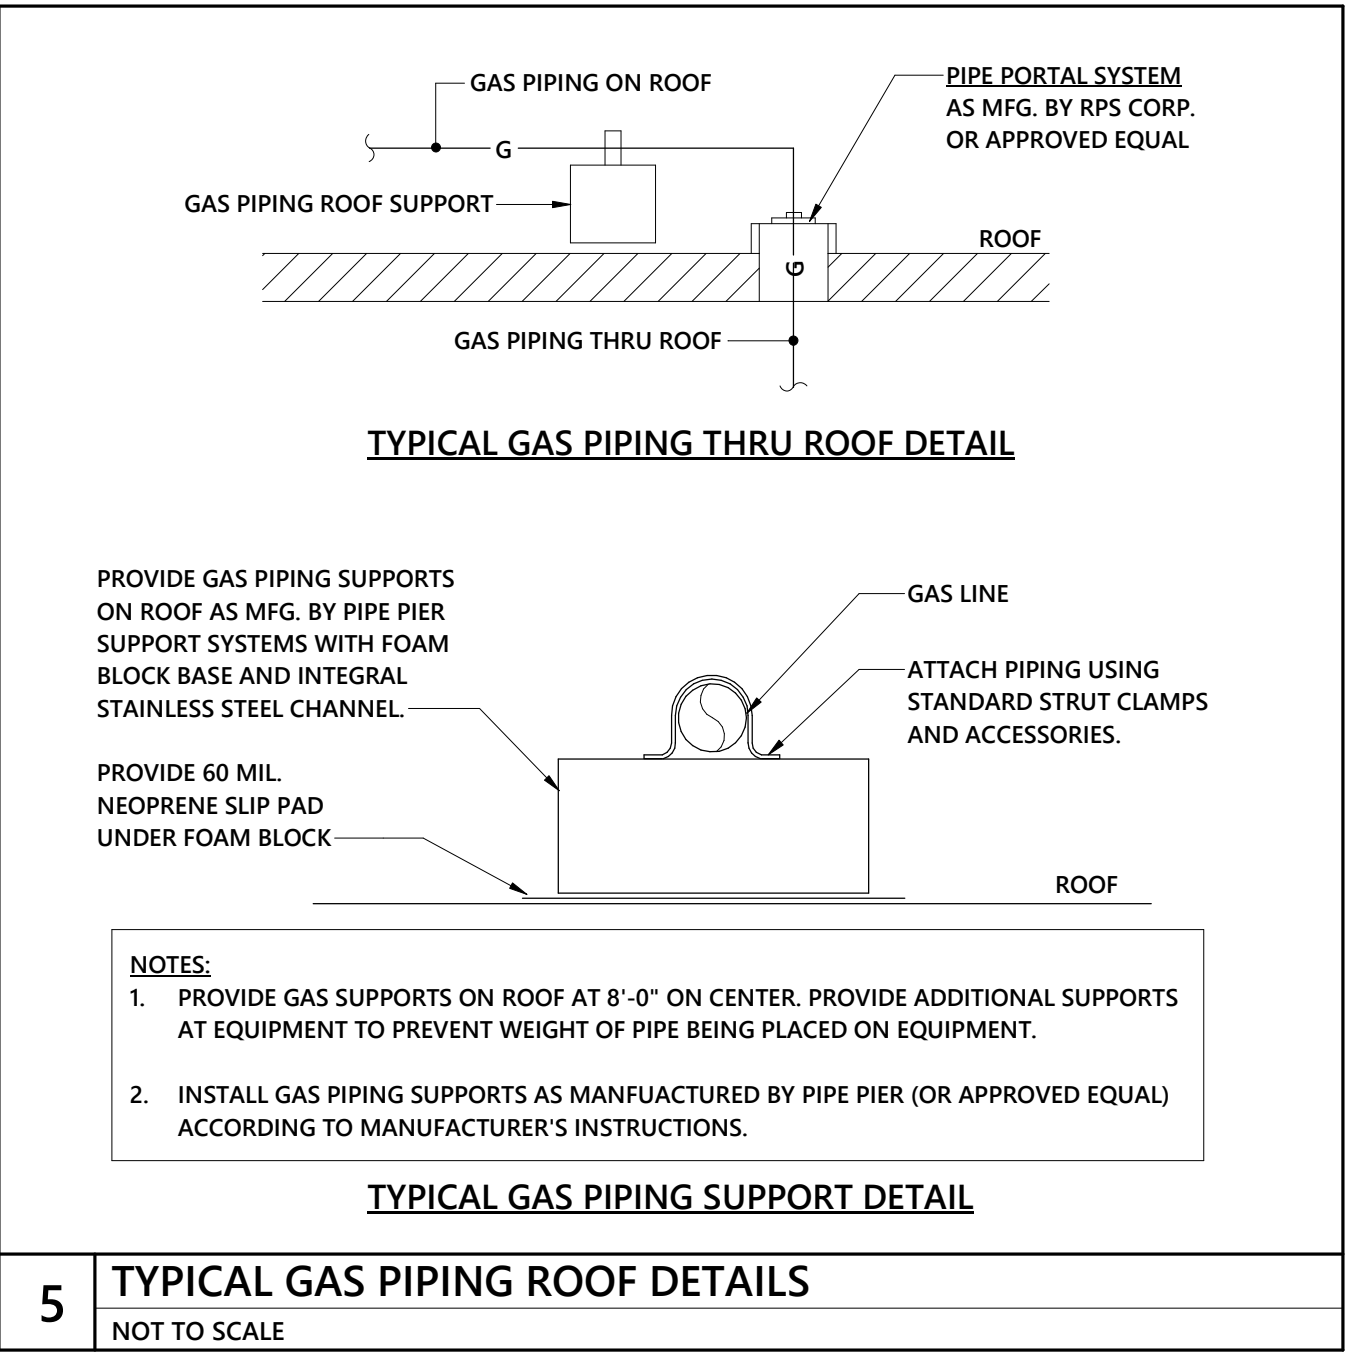 GAS PIPING ON ROOF
PIPE PORTAL SYSTEM
AS MFG. BY RPS CORP.
OR APPROVED EQUAL
G
GAS PIPING ROOF SUPPORT
ROOF
G
GAS PIPING THRU ROOF
TYPICAL GAS PIPING THRU ROOF DETAIL
PROVIDE GAS PIPING SUPPORTS
ON ROOF AS MFG. BY PIPE PIER
SUPPORT SYSTEMS WITH FOAM
BLOCK BASE AND INTEGRAL
STAINLESS STEEL CHANNEL.
GAS LINE
ATTACH PIPING USING
STANDARD STRUT CLAMPS
AND ACCESSORIES.
PROVIDE 60 MIL.
NEOPRENE SLIP PAD
UNDER FOAM BLOCK
ROOF
NOTES:
1. PROVIDE GAS SUPPORTS ON ROOF AT 8'-0" ON CENTER. PROVIDE ADDITIONAL SUPPORTS
AT EQUIPMENT TO PREVENT WEIGHT OF PIPE BEING PLACED ON EQUIPMENT.
2. INSTALL GAS PIPING SUPPORTS AS MANFUACTURED BY PIPE PIER (OR APPROVED EQUAL)
ACCORDING TO MANUFACTURER'S INSTRUCTIONS.
TYPICAL GAS PIPING SUPPORT DETAIL
5
TYPICAL GAS PIPING ROOF DETAILS
NOT TO SCALE